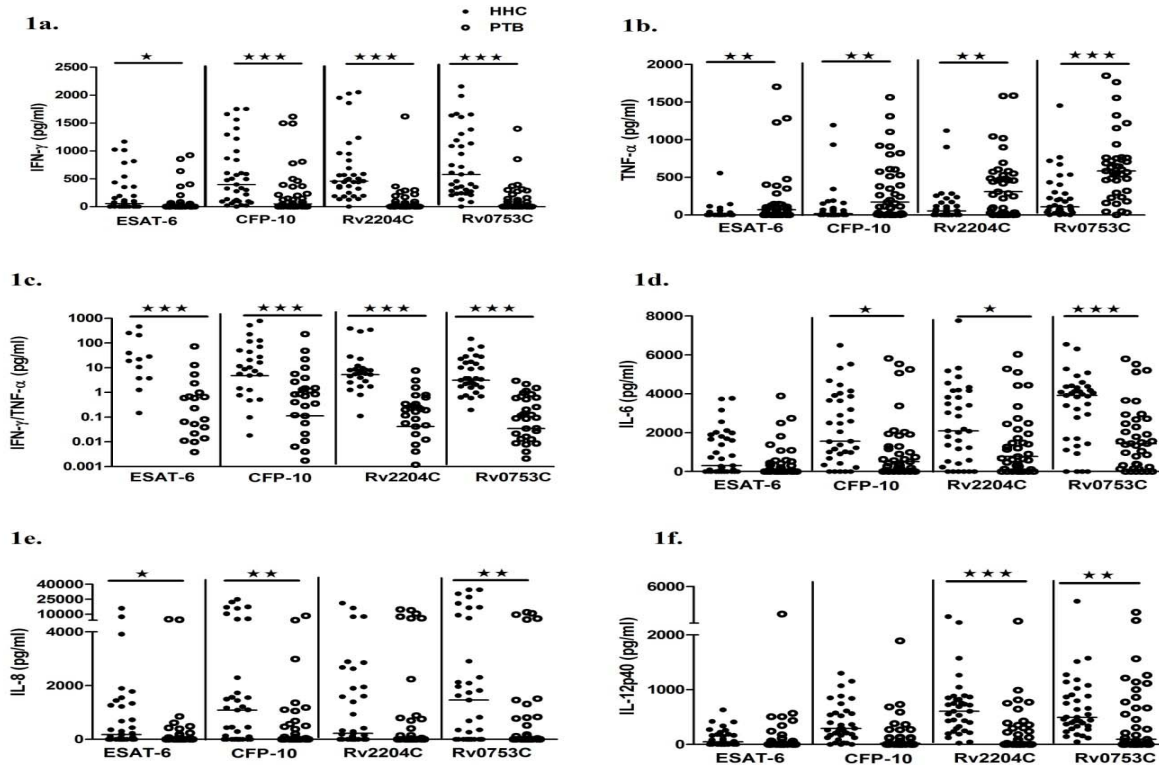 ● HHC
○ PTB
1a.
★ ★★★ ★★★ ★★★
IFN-γ (pg/ml)
2500
2000
1500
1000
500
0
ESAT-6 CFP-10 Rv2204C Rv0753C
1b.
★★ ★★ ★★ ★★★
TNF-α (pg/ml)
2000
1500
1000
500
0
ESAT-6 CFP-10 Rv2204C Rv0753C
1c.
★★★ ★★★ ★★★ ★★★
IFN-γ/TNF-α (pg/ml)
1000
100
10
1
0.1
0.01
0.001
ESAT-6 CFP-10 Rv2204C Rv0753C
1d.
★ ★ ★★★
IL-6 (pg/ml)
8000
6000
4000
2000
0
ESAT-6 CFP-10 Rv2204C Rv0753C
1e.
★ ★★ ★★
IL-8 (pg/ml)
40000
25000
10000
4000
2000
0
ESAT-6 CFP-10 Rv2204C Rv0753C
1f.
★★★ ★★
IL-12p40 (pg/ml)
6000
2000
1000
0
ESAT-6 CFP-10 Rv2204C Rv0753C